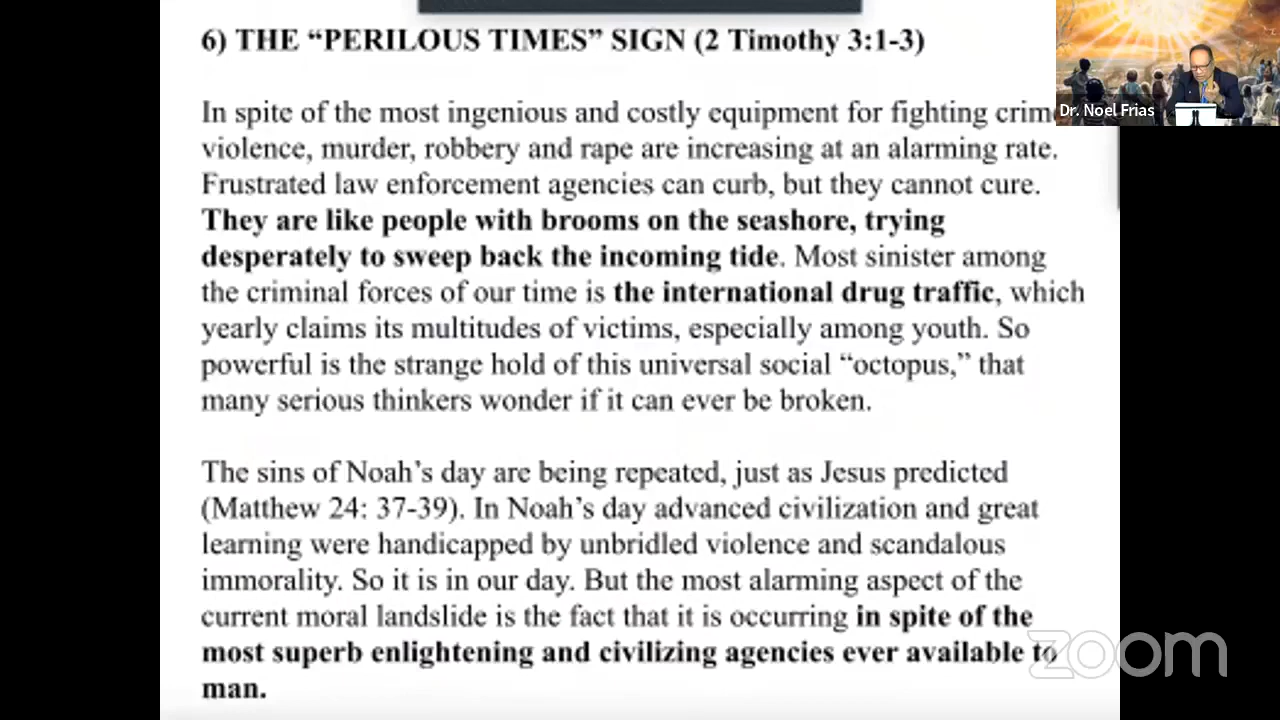 6) THE “PERILOUS TIMES” SIGN (2 Timothy 3:1-3)
Dr. Noel Frias
In spite of the most ingenious and costly equipment for fighting crime
violence, murder, robbery and rape are increasing at an alarming rate.
Frustrated law enforcement agencies can curb, but they cannot cure.
They are like people with brooms on the seashore, trying
desperately to sweep back the incoming tide. Most sinister among
the criminal forces of our time is the international drug traffic, which
yearly claims its multitudes of victims, especially among youth. So
powerful is the strange hold of this universal social “octopus,” that
many serious thinkers wonder if it can ever be broken.
The sins of Noah’s day are being repeated, just as Jesus predicted
(Matthew 24: 37-39). In Noah’s day advanced civilization and great
learning were handicapped by unbridled violence and scandalous
immorality. So it is in our day. But the most alarming aspect of the
current moral landslide is the fact that it is occurring in spite of the
most superb enlightening and civilizing agencies ever available to
man.
zoom